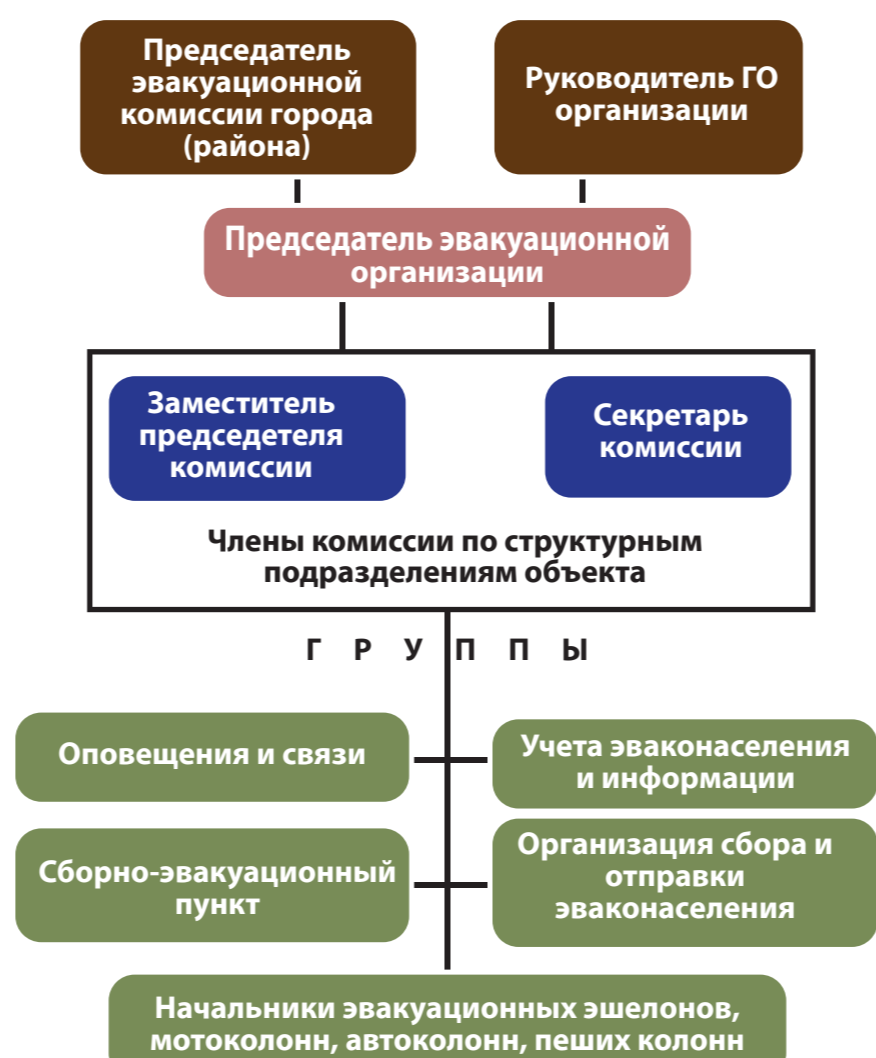 Председатель
эвакуационной
комиссии города
(района)
Руководитель ГО
организации
Председатель эвакуационной
организации
Заместитель
председетеля
комиссии
Секретарь
комиссии
Члены комиссии по структурным
подразделениям объекта
Г Р У П П Ы
Оповещения и связи
Учета эваконаселения
и информации
Сборно-эвакуационный
пункт
Организация сбора и
отправки
эваконаселения
Начальники эвакуационных эшелонов,
мотоколонн, автоколонн, пеших колонн